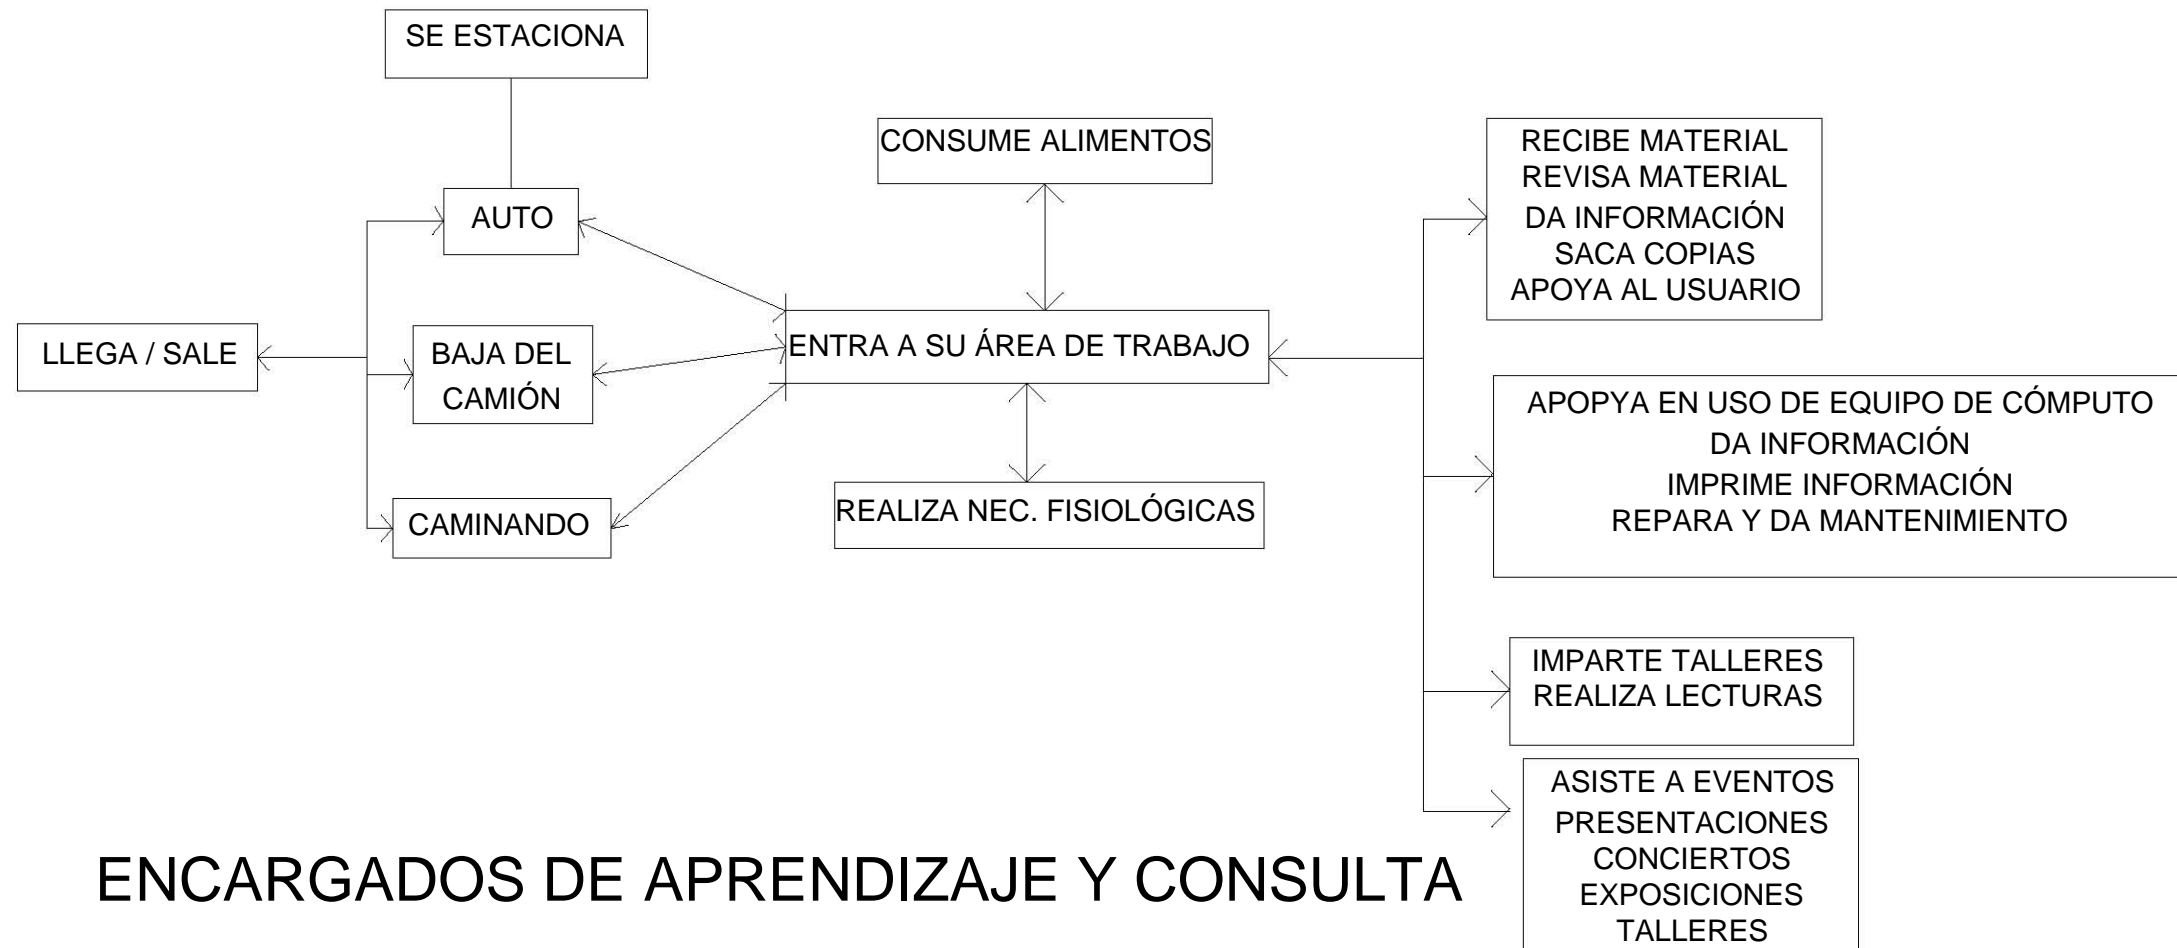 SE ESTACIONA
AUTO
LLEGA / SALE
BAJA DEL
CAMIÓN
CAMINANDO
CONSUME ALIMENTOS
ENTRA A SU ÁREA DE TRABAJO
REALIZA NEC. FISIOLÓGICAS
RECIBE MATERIAL
REVISA MATERIAL
DA INFORMACIÓN
SACA COPIAS
APOYA AL USUARIO
APOPYA EN USO DE EQUIPO DE CÓMPUTO
DA INFORMACIÓN
IMPRIME INFORMACIÓN
REPARA Y DA MANTENIMIENTO
IMPARTE TALLERES
REALIZA LECTURAS
ASISTE A EVENTOS
PRESENTACIONES
CONCIERTOS
EXPOSICIONES
TALLERES
ENCARGADOS DE APRENDIZAJE Y CONSULTA